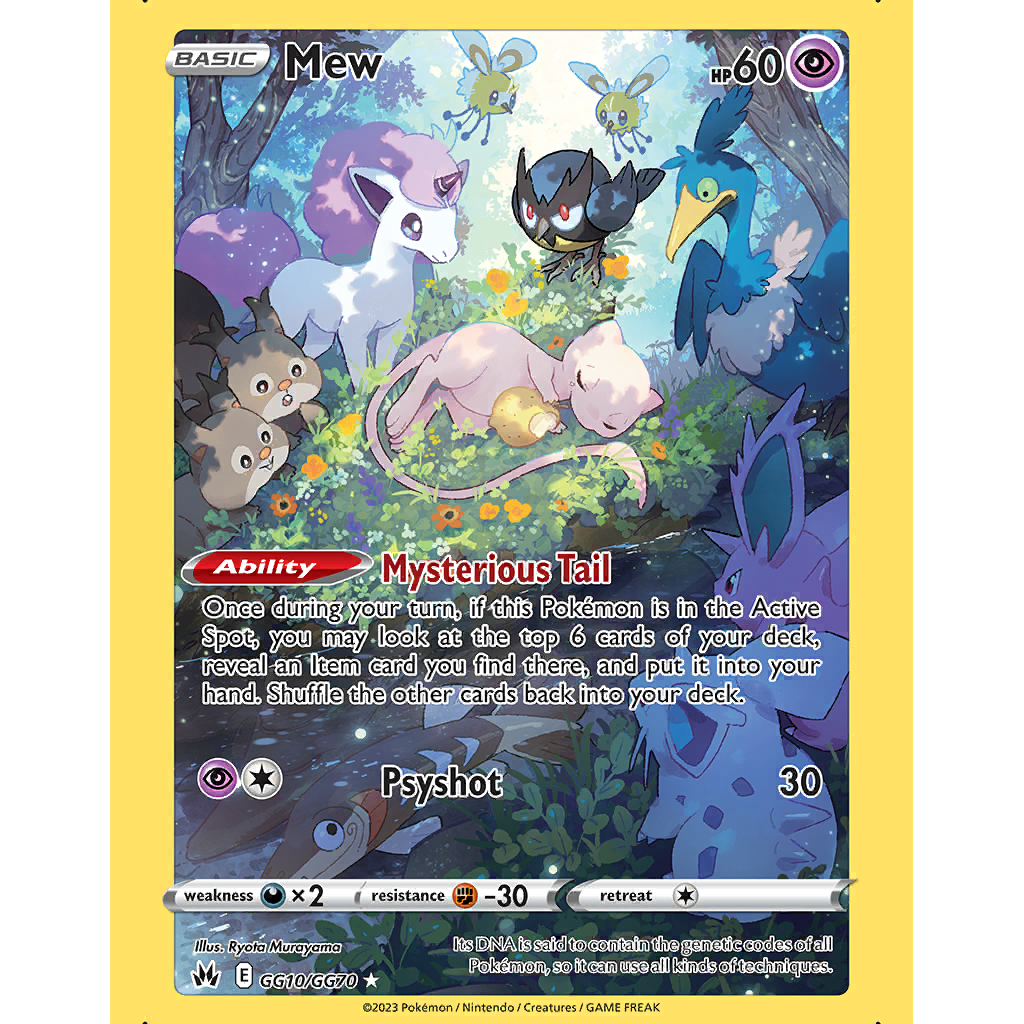 BASIC Mew HP60
Ability Mysterious Tail
Once during your turn, if this Pokémon is in the Active
Spot, you may look at the top 6 cards of your deck,
reveal an Item card you find there, and put it into your
hand. Shuffle the other cards back into your deck.
Psyshot 30
weakness ×2 resistance -30 retreat
Illus. Ryota Murayama
Its DNA is said to contain the genetic codes of all
Pokémon, so it can use all kinds of techniques.
E GG10/GG70 ★
©2023 Pokémon / Nintendo / Creatures / GAME FREAK